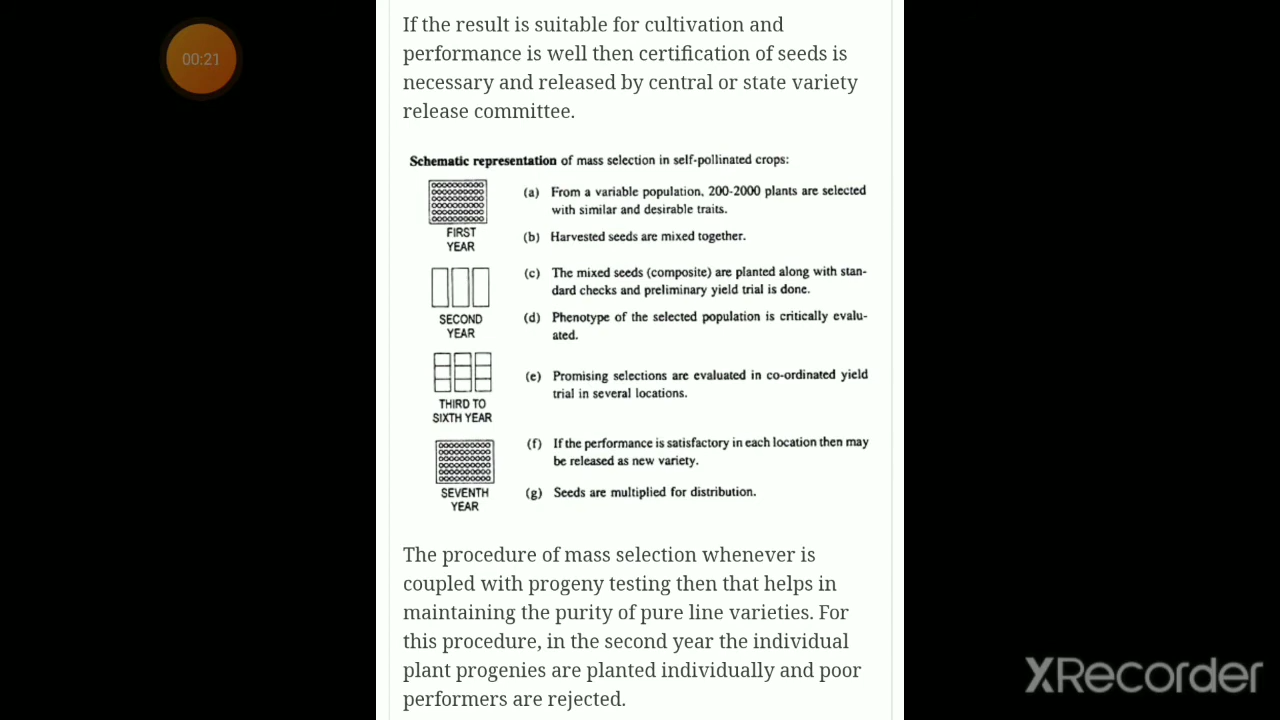 00:21
If the result is suitable for cultivation and
performance is well then certification of seeds is
necessary and released by central or state variety
release committee.
Schematic representation of mass selection in self-pollinated crops:
FIRST
YEAR
(a) From a variable population, 200-2000 plants are selected
with similar and desirable traits.
(b) Harvested seeds are mixed together.
SECOND
YEAR
(c) The mixed seeds (composite) are planted along with stan-
dard checks and preliminary yield trial is done.
(d) Phenotype of the selected population is critically evalu-
ated.
THIRD TO
SIXTH YEAR
(e) Promising selections are evaluated in co-ordinated yield
trial in several locations.
SEVENTH
YEAR
(f) If the performance is satisfactory in each location then may
be released as new variety.
(g) Seeds are multiplied for distribution.
The procedure of mass selection whenever is
coupled with progeny testing then that helps in
maintaining the purity of pure line varieties. For
this procedure, in the second year the individual
plant progenies are planted individually and poor
performers are rejected.
XRecorder